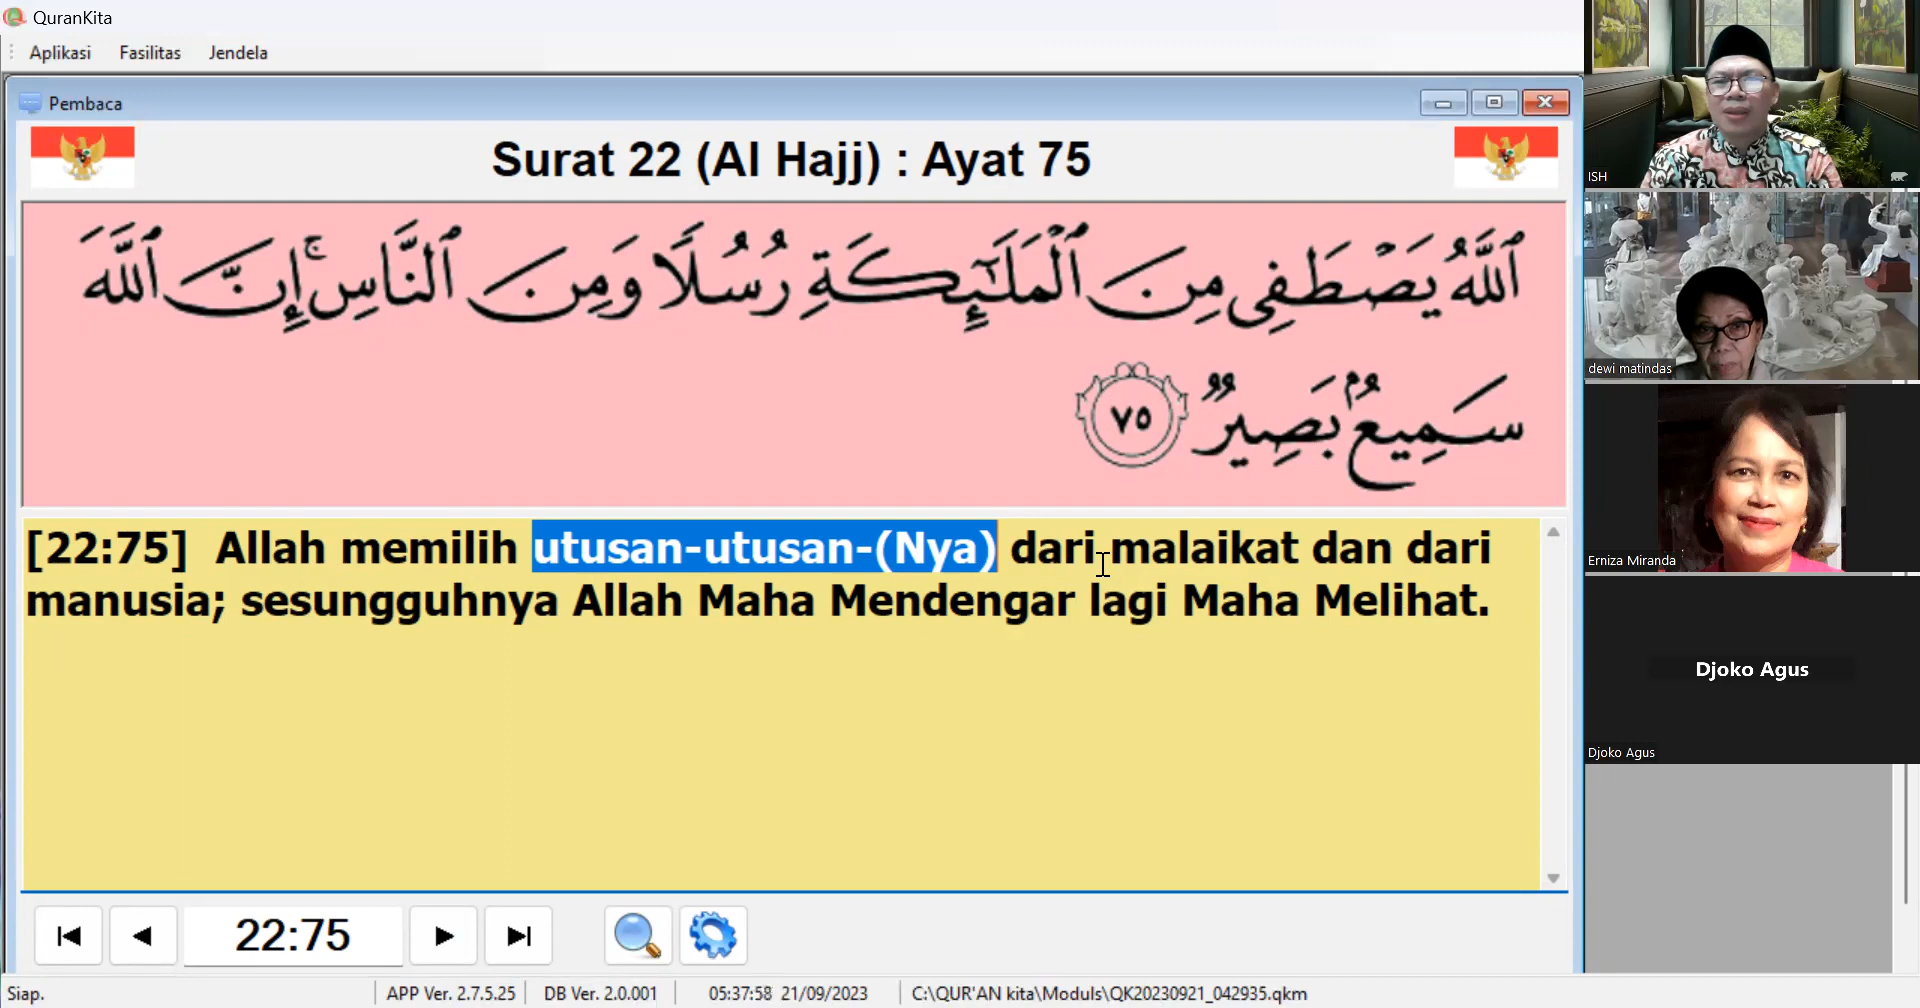 QuranKita
Aplikasi Fasilitas Jendela
Pembaca
Surat 22 (Al Hajj) : Ayat 75
ٱللَّهُ يَصْطَفِى مِنَ ٱلْمَلَـٰٓئِكَةِ رُسُلًا وَمِنَ ٱلنَّاسِ ۚ إِنَّ ٱللَّهَ
سَمِيعٌۢ بَصِيرٌ ٧٥
[22:75] Allah memilih utusan-utusan-(Nya) dari malaikat dan dari
manusia; sesungguhnya Allah Maha Mendengar lagi Maha Melihat.
22:75
Siap. APP Ver. 2.7.5.25 DB Ver. 2.0.001 05:37:58 21/09/2023 C:\QUR'AN kita\Moduls\QK20230921_042935.qkm
ISH
dewi matindas
Erniza Miranda
Djoko Agus
Djoko Agus